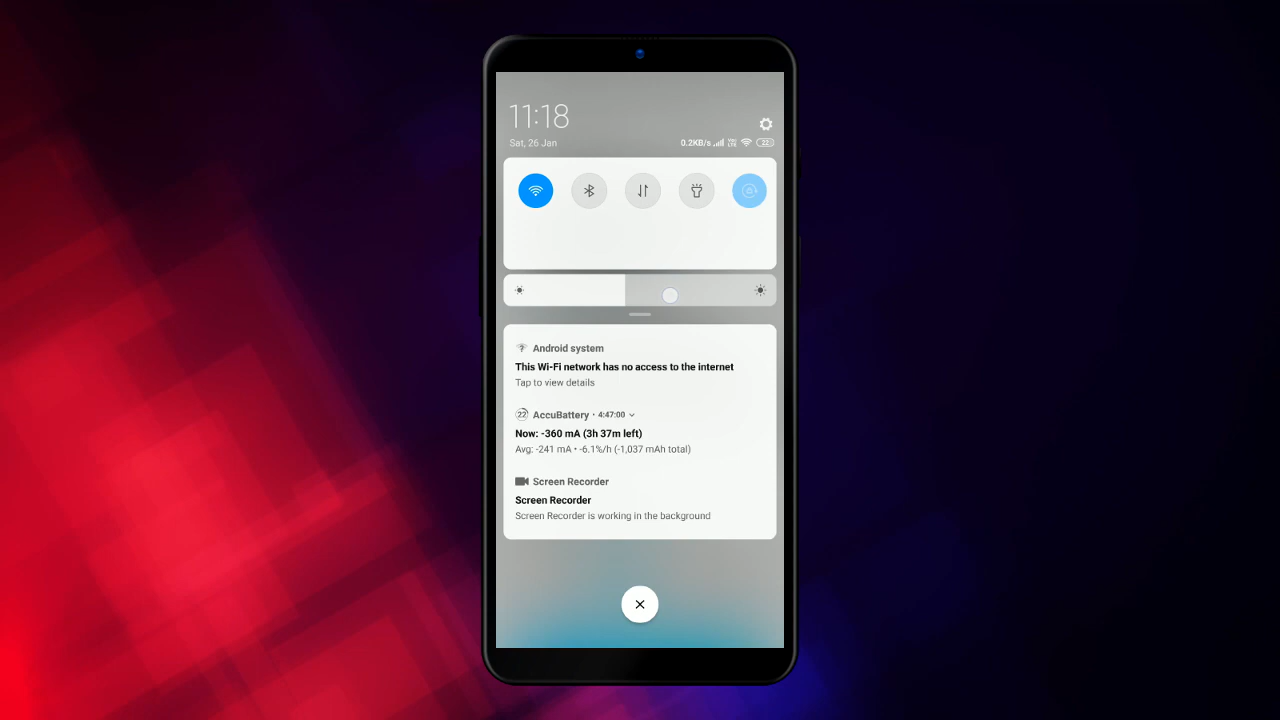 11:18
Sat, 26 Jan
0.2KB/s
22
Android system
This Wi-Fi network has no access to the internet
Tap to view details
22
AccuBattery • 4:47:00
Now: -360 mA (3h 37m left)
Avg: -241 mA • -6.1%/h (-1,037 mAh total)
Screen Recorder
Screen Recorder
Screen Recorder is working in the background